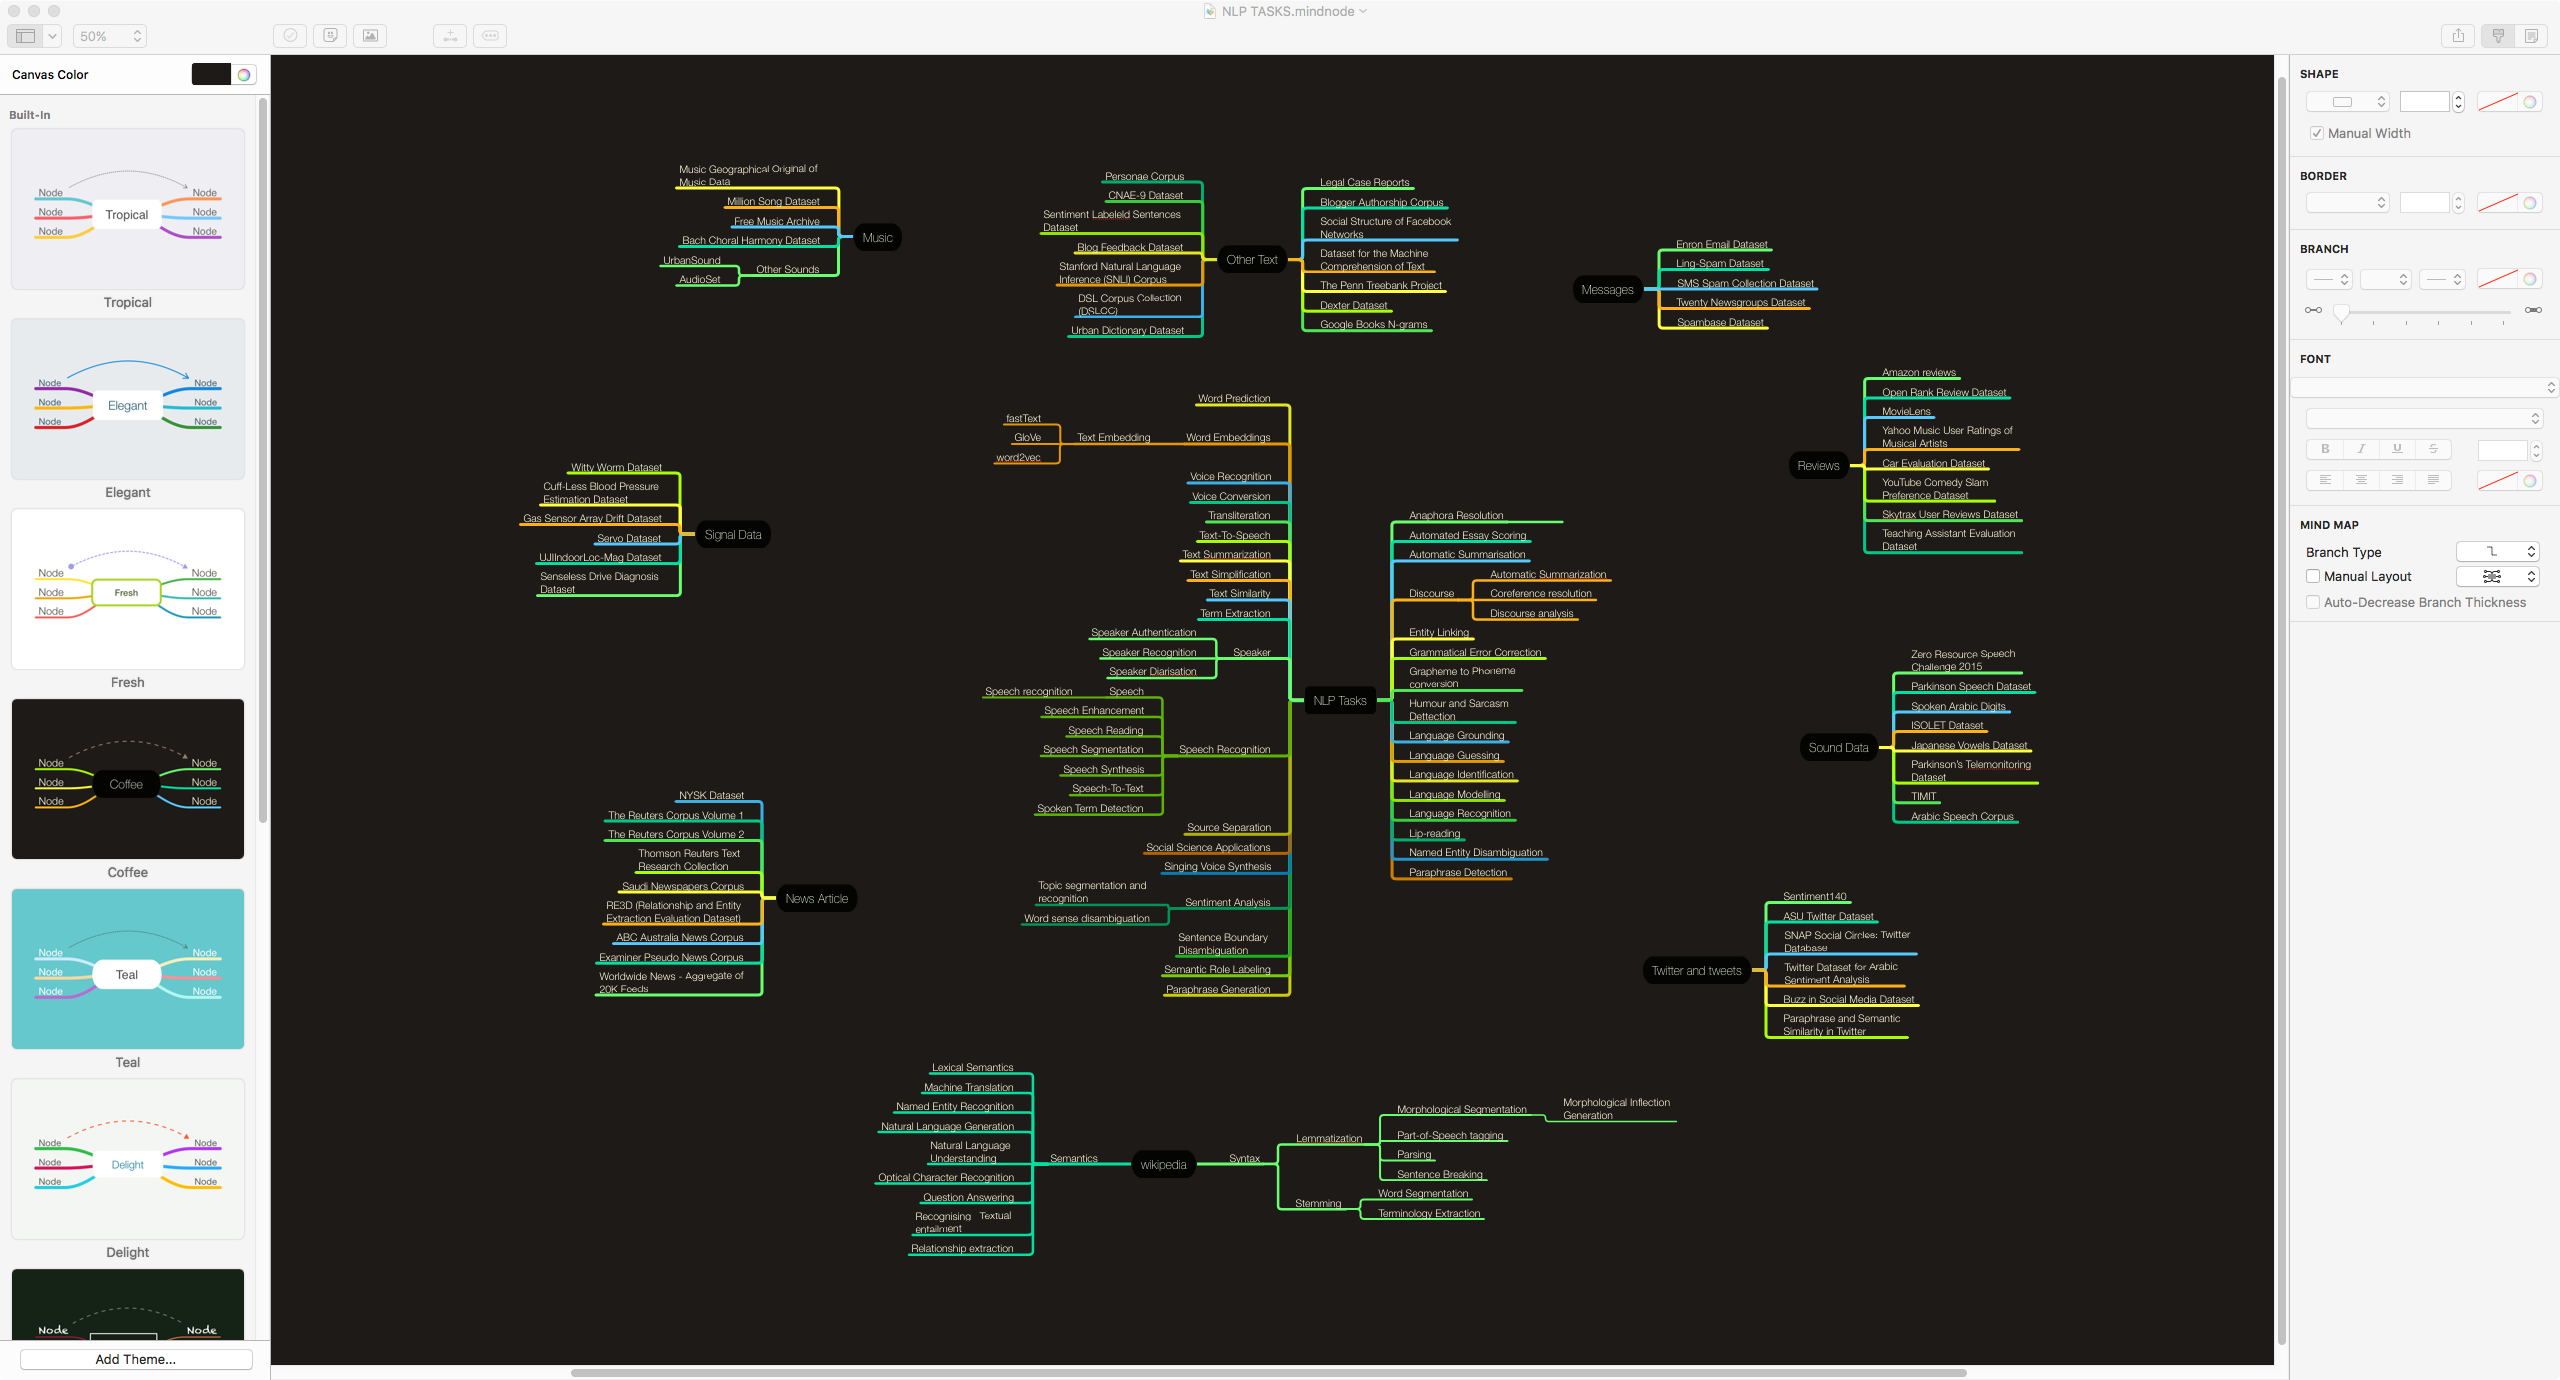 NLP TASKS.mindnode
50%
Canvas Color
Built-In
Node
Node
Node
Tropical
Node
Node
Node
Tropical
Node
Node
Node
Elegant
Node
Node
Node
Elegant
Node
Node
Node
Fresh
Node
Node
Node
Fresh
Node
Node
Node
Coffee
Node
Node
Node
Coffee
Node
Node
Node
Teal
Node
Node
Node
Teal
Node
Node
Node
Delight
Node
Node
Node
Delight
Node
Node
Add Theme...
Music Geographical Original of
Music Data
Million Song Dataset
Free Music Archive
Bach Choral Harmony Dataset
UrbanSound
AudioSet
Other Sounds
Music
Personae Corpus
CNAE-9 Dataset
Sentiment Labeleld Sentences
Dataset
Blog Feedback Dataset
Stanford Natural Language
Inference (SNLI) Corpus
DSL Corpus Collection
(DSLCC)
Urban Dictionary Dataset
Other Text
Legal Case Reports
Blogger Authorship Corpus
Social Structure of Facebook
Networks
Dataset for the Machine
Comprehension of Text
The Penn Treebank Project
Dexter Dataset
Google Books N-grams
Messages
Enron Email Dataset
Ling-Spam Dataset
SMS Spam Collection Dataset
Twenty Newsgroups Dataset
Spambase Dataset
Reviews
Amazon reviews
Open Rank Review Dataset
MovieLens
Yahoo Music User Ratings of
Musical Artists
Car Evaluation Dataset
YouTube Comedy Slam
Preference Dataset
Skytrax User Reviews Dataset
Teaching Assistant Evaluation
Dataset
Witty Worm Dataset
Cuff-Less Blood Pressure
Estimation Dataset
Gas Sensor Array Drift Dataset
Servo Dataset
UJIIndoorLoc-Mag Dataset
Senseless Drive Diagnosis
Dataset
Signal Data
Word Prediction
fastText
GloVe
word2vec
Text Embedding
Word Embeddings
Voice Recognition
Voice Conversion
Transliteration
Text-To-Speech
Text Summarization
Text Simplification
Text Similarity
Term Extraction
Speaker Authentication
Speaker Recognition
Speaker Diarisation
Speaker
Speech recognition
Speech
Speech Enhancement
Speech Reading
Speech Segmentation
Speech Synthesis
Speech-To-Text
Spoken Term Detection
Speech Recognition
Source Separation
Social Science Applications
Singing Voice Synthesis
Topic segmentation and
recognition
Word sense disambiguation
Sentiment Analysis
Sentence Boundary
Disambiguation
Semantic Role Labeling
Paraphrase Generation
NLP Tasks
Anaphora Resolution
Automated Essay Scoring
Automatic Summarisation
Discourse
Automatic Summarization
Coreference resolution
Discourse analysis
Entity Linking
Grammatical Error Correction
Grapheme to Phoneme
conversion
Humour and Sarcasm
Dettection
Language Grounding
Language Guessing
Language Identification
Language Modelling
Language Recognition
Lip-reading
Named Entity Disambiguation
Paraphrase Detection
Sound Data
Zero Resource Speech
Challenge 2015
Parkinson Speech Dataset
Spoken Arabic Digits
ISOLET Dataset
Japanese Vowels Dataset
Parkinson's Telemonitoring
Dataset
TIMIT
Arabic Speech Corpus
NYSK Dataset
The Reuters Corpus Volume 1
The Reuters Corpus Volume 2
Thomson Reuters Text
Research Collection
Saudi Newspapers Corpus
RE3D (Relationship and Entity
Extraction Evaluation Dataset)
ABC Australia News Corpus
Examiner Pseudo News Corpus
Worldwide News - Aggregate of
20K Feeds
News Article
Twitter and tweets
Sentiment140
ASU Twitter Dataset
SNAP Social Circles: Twitter
Database
Twitter Dataset for Arabic
Sentiment Analysis
Buzz in Social Media Dataset
Paraphrase and Semantic
Similarity in Twitter
Lexical Semantics
Machine Translation
Named Entity Recognition
Natural Language Generation
Natural Language
Understanding
Optical Character Recognition
Question Answering
Recognising Textual
entailment
Relationship extraction
Semantics
wikipedia
Syntax
Lemmatization
Morphological Segmentation
Morphological Inflection
Generation
Part-of-Speech tagging
Parsing
Sentence Breaking
Stemming
Word Segmentation
Terminology Extraction
SHAPE
Manual Width
BORDER
BRANCH
FONT
B I U S
MIND MAP
Branch Type
Manual Layout
Auto-Decrease Branch Thickness